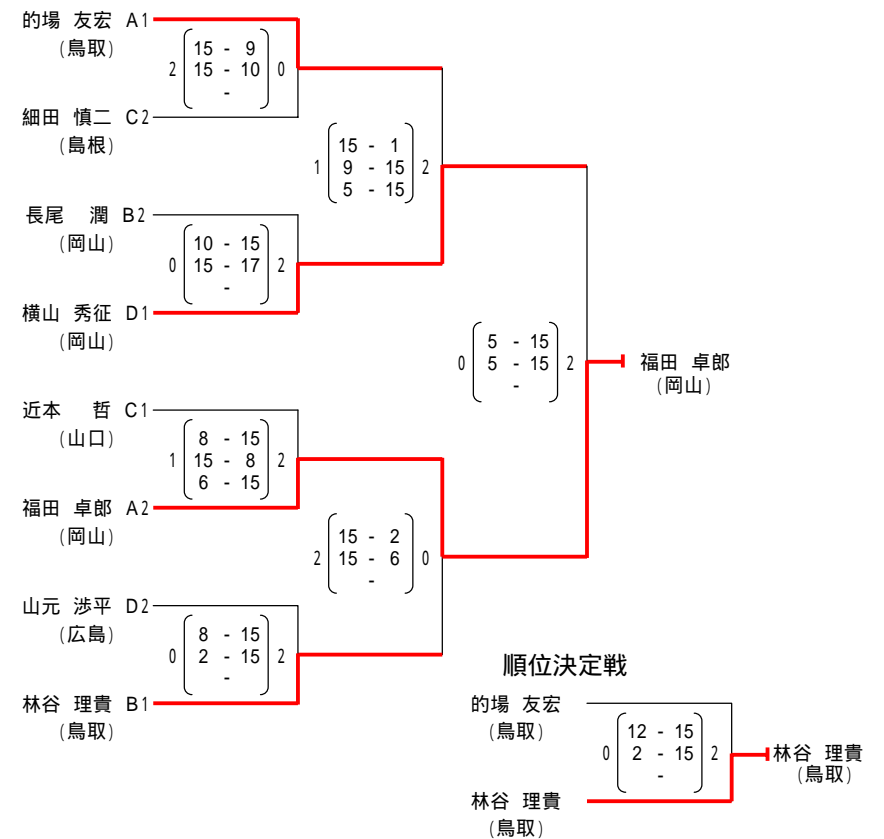 的場 友宏 A1
(鳥取)
2 15 - 9 0
15 - 10
-
細田 慎二 C2
(島根)
1 15 - 1 2
9 - 15
5 - 15
長尾 潤 B2
(岡山)
0 10 - 15 2
15 - 17
-
横山 秀征 D1
(岡山)
0 5 - 15 2
5 - 15
-
福田 卓郎
(岡山)
近本 哲 C1
(山口)
1 8 - 15 2
15 - 8
6 - 15
福田 卓郎 A2
(岡山)
2 15 - 2 0
15 - 6
-
山元 渉平 D2
(広島)
0 8 - 15 2
2 - 15
-
林谷 理貴 B1
(鳥取)
順位決定戦
的場 友宏
(鳥取)
0 12 - 15 2
2 - 15
-
林谷 理貴
(鳥取)
林谷 理貴
(鳥取)